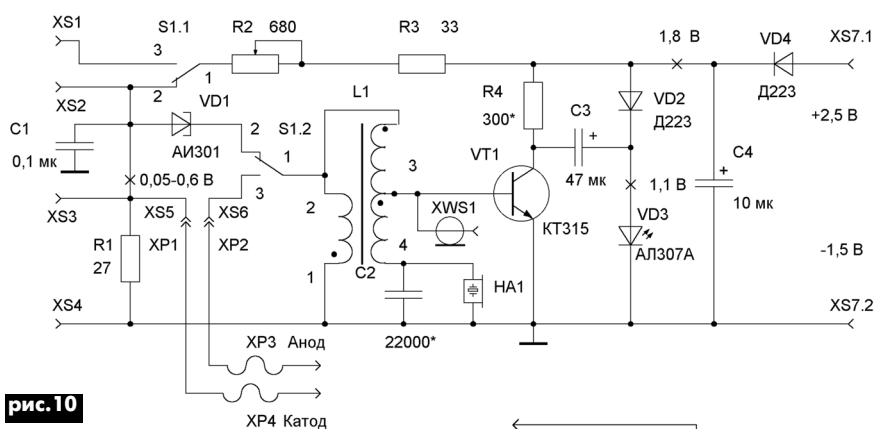 XS1
S1.1
R2 680
R3 33
1,8 В
VD4
XS7.1
3
1
2
XS2
VD1
L1
R4
300*
C3
+
VD2
Д223
Д223
+2,5 В
C1
0,1 мк
2
S1.2
АИ301
1
3
VT1
47 мк
C4
+
0,05-0,6 В
3
2
XWS1
1,1 В
10 мк
XS3
XS5
XS6
КТ315
VD3
R1
27
XP1
XP2
4
АЛ307А
-1,5 В
1
C2
HA1
XS4
XS7.2
22000*
XP3 Анод
рис.10
XP4 Катод